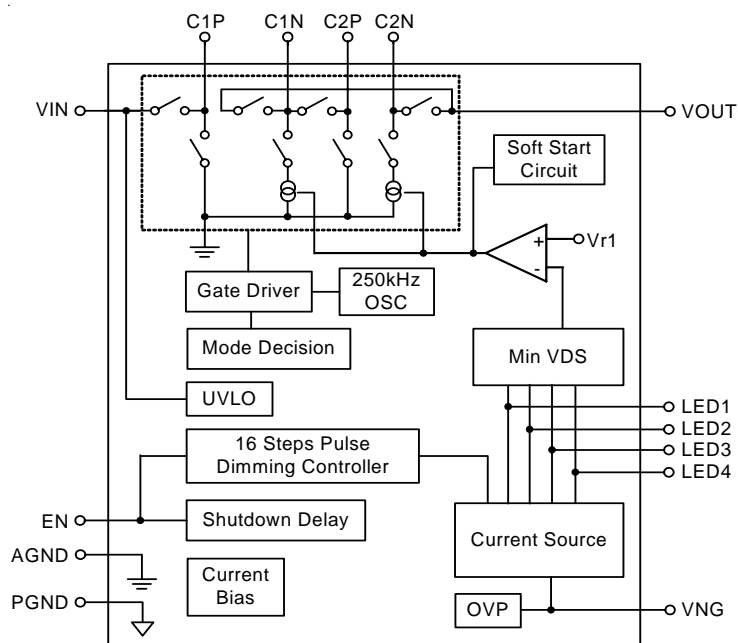 C1P C1N C2P C2N
VIN
VOUT
Soft Start
Circuit
+
Vr1
-
Gate Driver
250kHz
OSC
Mode Decision
Min VDS
UVLO
LED1
LED2
LED3
LED4
16 Steps Pulse
Dimming Controller
EN
Shutdown Delay
Current Source
AGND
Current
Bias
PGND
OVP
VNG